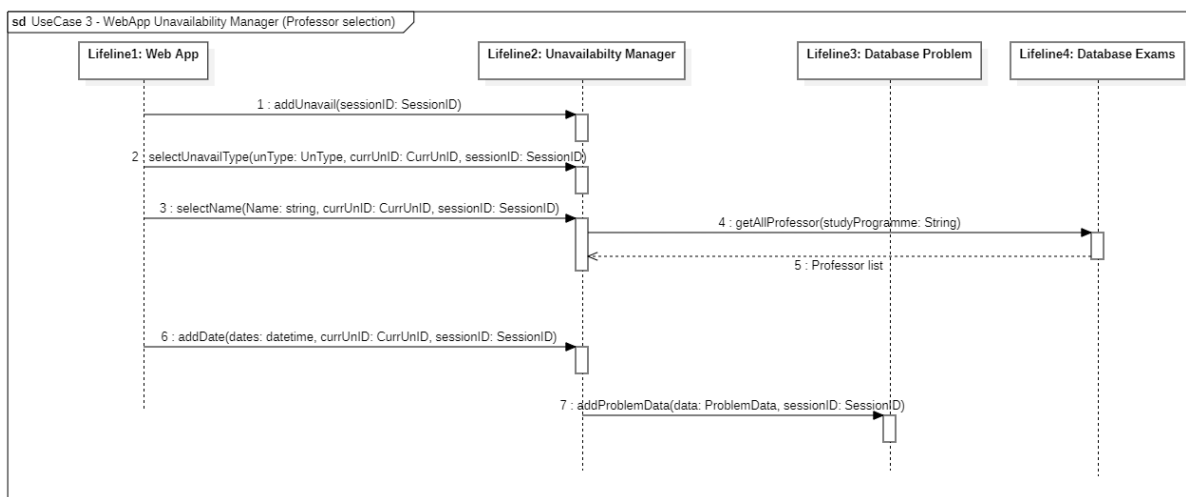 sd UseCase 3 - WebApp Unavailability Manager (Professor selection)
Lifeline1: Web App
Lifeline2: Unavailabilty Manager
Lifeline3: Database Problem
Lifeline4: Database Exams
1 : addUnavail(sessionID: SessionID)
2 : selectUnavailType(unType: UnType, currUnID: CurrUnID, sessionID: SessionID)
3 : selectName(Name: string, currUnID: CurrUnID, sessionID: SessionID)
4 : getAllProfessor(studyProgramme: String)
5 : Professor list
6 : addDate(dates: datetime, currUnID: CurrUnID, sessionID: SessionID)
7 : addProblemData(data: ProblemData, sessionID: SessionID)